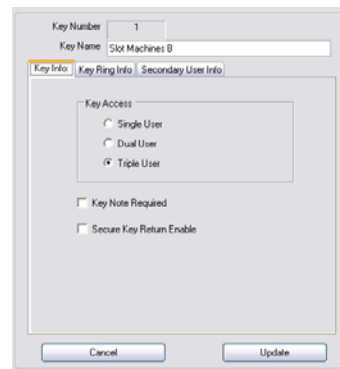 Key Number 1
Key Name Slot Machines B
Key Info: Key Ring Info Secondary User Info
Key Access
Single User
Dual User
Triple User
Key Note Required
Secure Key Return Enable
Cancel Update